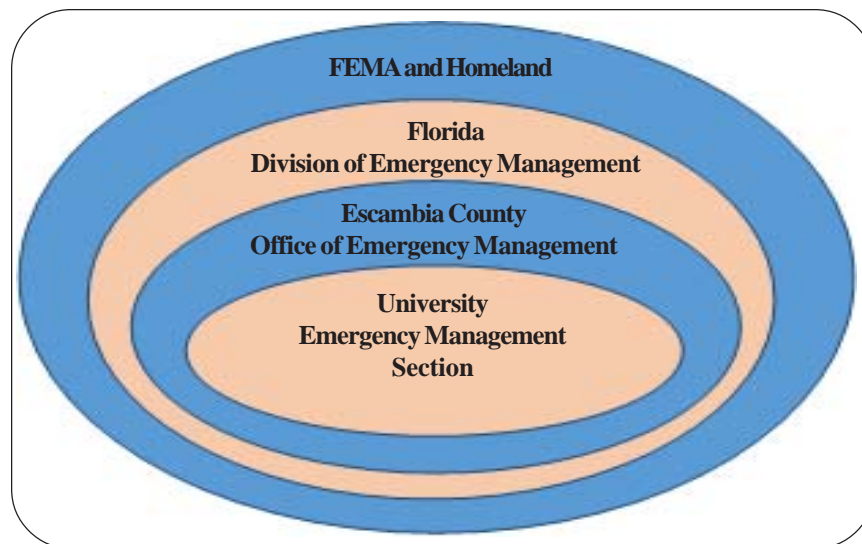 FEMA and Homeland
Florida
Division of Emergency Management
Escambia County
Office of Emergency Management
University
Emergency Management
Section